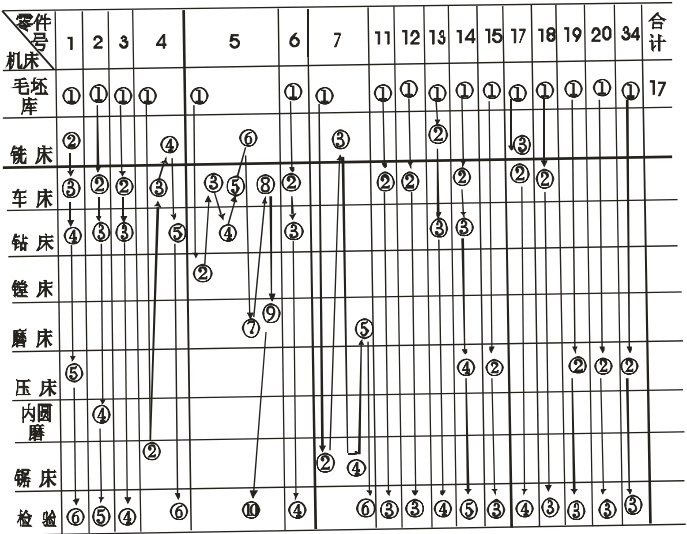 零件号 1 2 3 4 5 6 7 11 12 13 14 15 17 18 19 20 34 合计
机床
毛坯库 ① ① ① ① ① ① ① ① ① ① ① ① ① ① ① ① ① 17
铣床 ② ④ ⑥ ③ ② ③
车床 ③ ② ② ③ ③ ⑤ ⑧ ② ② ② ② ② ②
钻床 ④ ③ ③ ⑤ ④ ③ ③ ③
镗床 ②
磨床 ⑦ ⑨ ⑤
压床 ⑤ ④ ② ② ② ②
内圆磨 ④
锯床 ② ② ④
检验 ⑥ ⑤ ④ ⑥ ⑩ ④ ⑥ ③ ③ ④ ⑤ ③ ④ ③ ③ ③ ③